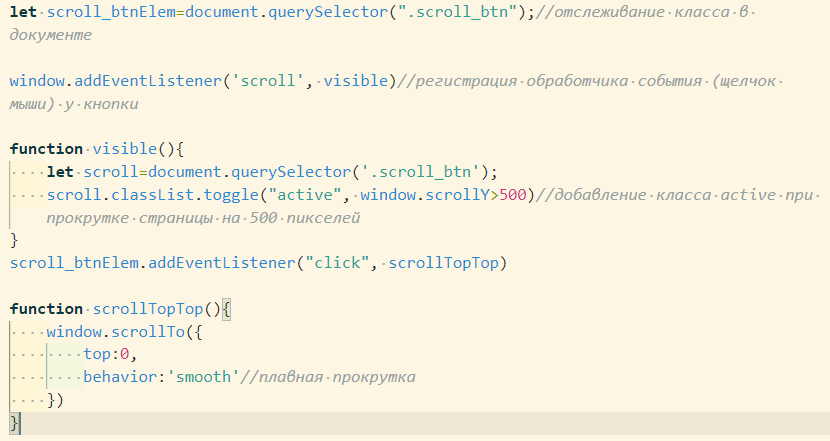 let scroll_btnElem=document.querySelector(".scroll_btn");//отслеживание класса в
документе
window.addEventListener('scroll', visible)//регистрация обработчика события (щелчок
мыши) у кнопки
function visible(){
let scroll=document.querySelector('.scroll_btn');
scroll.classList.toggle("active", window.scrollY>500)//добавление класса active при
прокрутке страницы на 500 пикселей
}
scroll_btnElem.addEventListener("click", scrollTopTop)
function scrollTopTop(){
window.scrollTo({
top:0,
behavior:'smooth'//плавная прокрутка
})
}